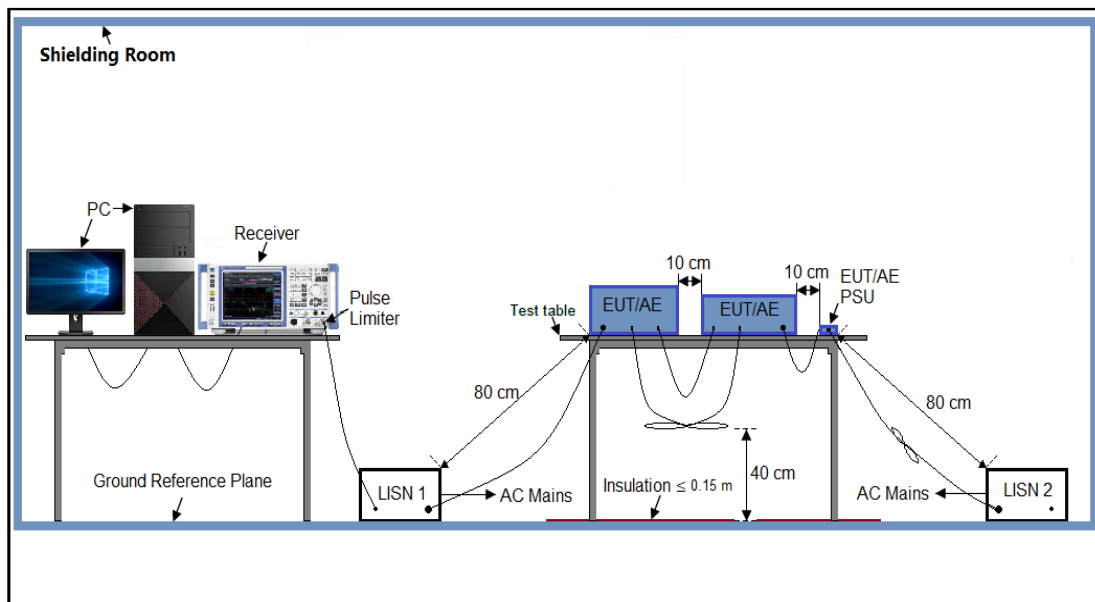 Shielding Room
PC
Receiver
Pulse
Limiter
10 cm
10 cm
EUT/AE
PSU
Test table
EUT/AE
EUT/AE
80 cm
80 cm
40 cm
Ground Reference Plane
LISN 1
AC Mains
Insulation ≤ 0.15 m
AC Mains
LISN 2